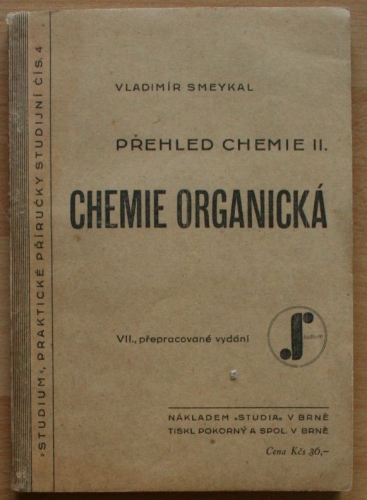 VLADIMÍR SMEYKAL
PŘEHLED CHEMIE II.
CHEMIE ORGANICKÁ
VII., přepracované vydání
S
NÁKLADEM »STUDIA« V BRNĚ
TISKL POKORNÝ A SPOL. V BRNĚ
Cena Kčs 36,–
»STUDIUM«, PRAKTICKÉ PŘÍRUČKY STUDIJNÍ ČÍS. 4